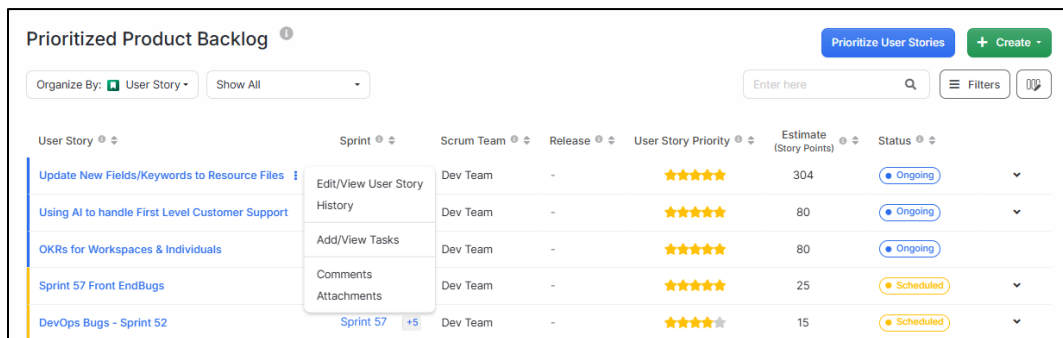 Prioritized Product Backlog
Prioritize User Stories
+ Create
Organize By: User Story
Show All
Enter here
Filters
User Story Sprint Scrum Team Release User Story Priority Estimate (Story Points) Status
Update New Fields/Keywords to Resource Files Dev Team - 304 Ongoing
Edit/View User Story
History
Using AI to handle First Level Customer Support Dev Team - 80 Ongoing
Add/View Tasks
OKRs for Workspaces & Individuals Dev Team - 80 Ongoing
Comments
Attachments
Sprint 57 Front EndBugs Dev Team - 25 Scheduled
DevOps Bugs - Sprint 52 Sprint 57 +5 Dev Team - 15 Scheduled